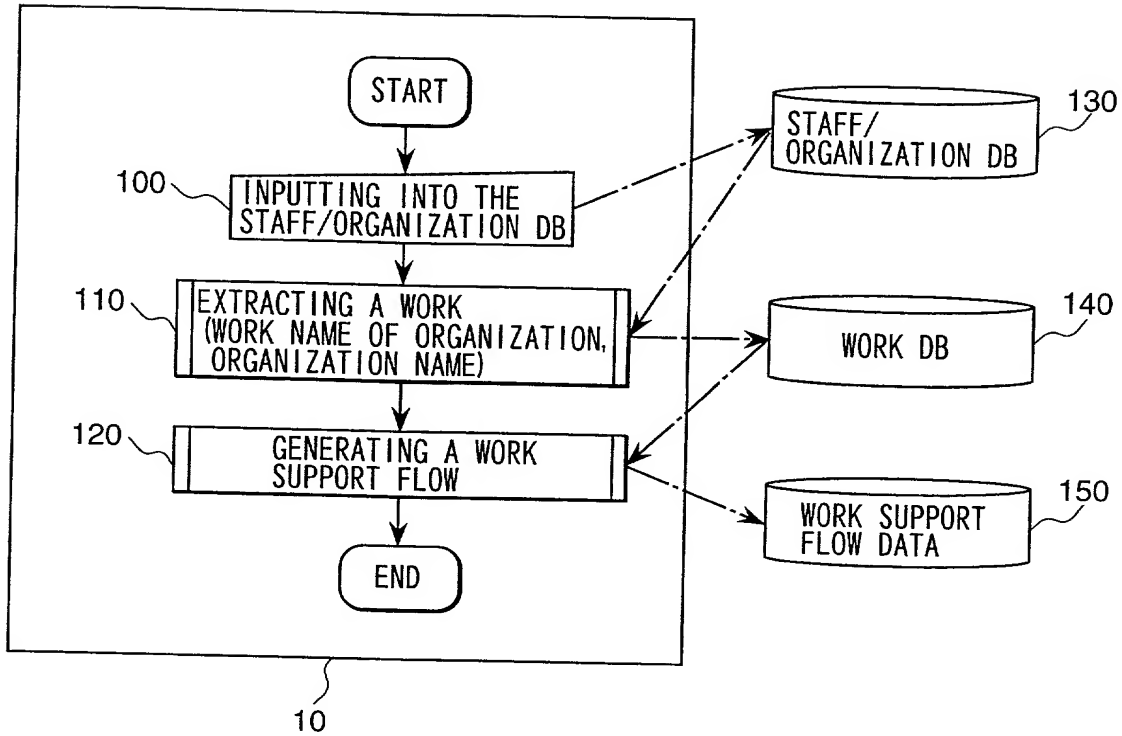 START
100
INPUTTING INTO THE
STAFF/ORGANIZATION DB
110
EXTRACTING A WORK
(WORK NAME OF ORGANIZATION,
ORGANIZATION NAME)
120
GENERATING A WORK
SUPPORT FLOW
END
10
STAFF/
ORGANIZATION DB
130
WORK DB
140
WORK SUPPORT
FLOW DATA
150